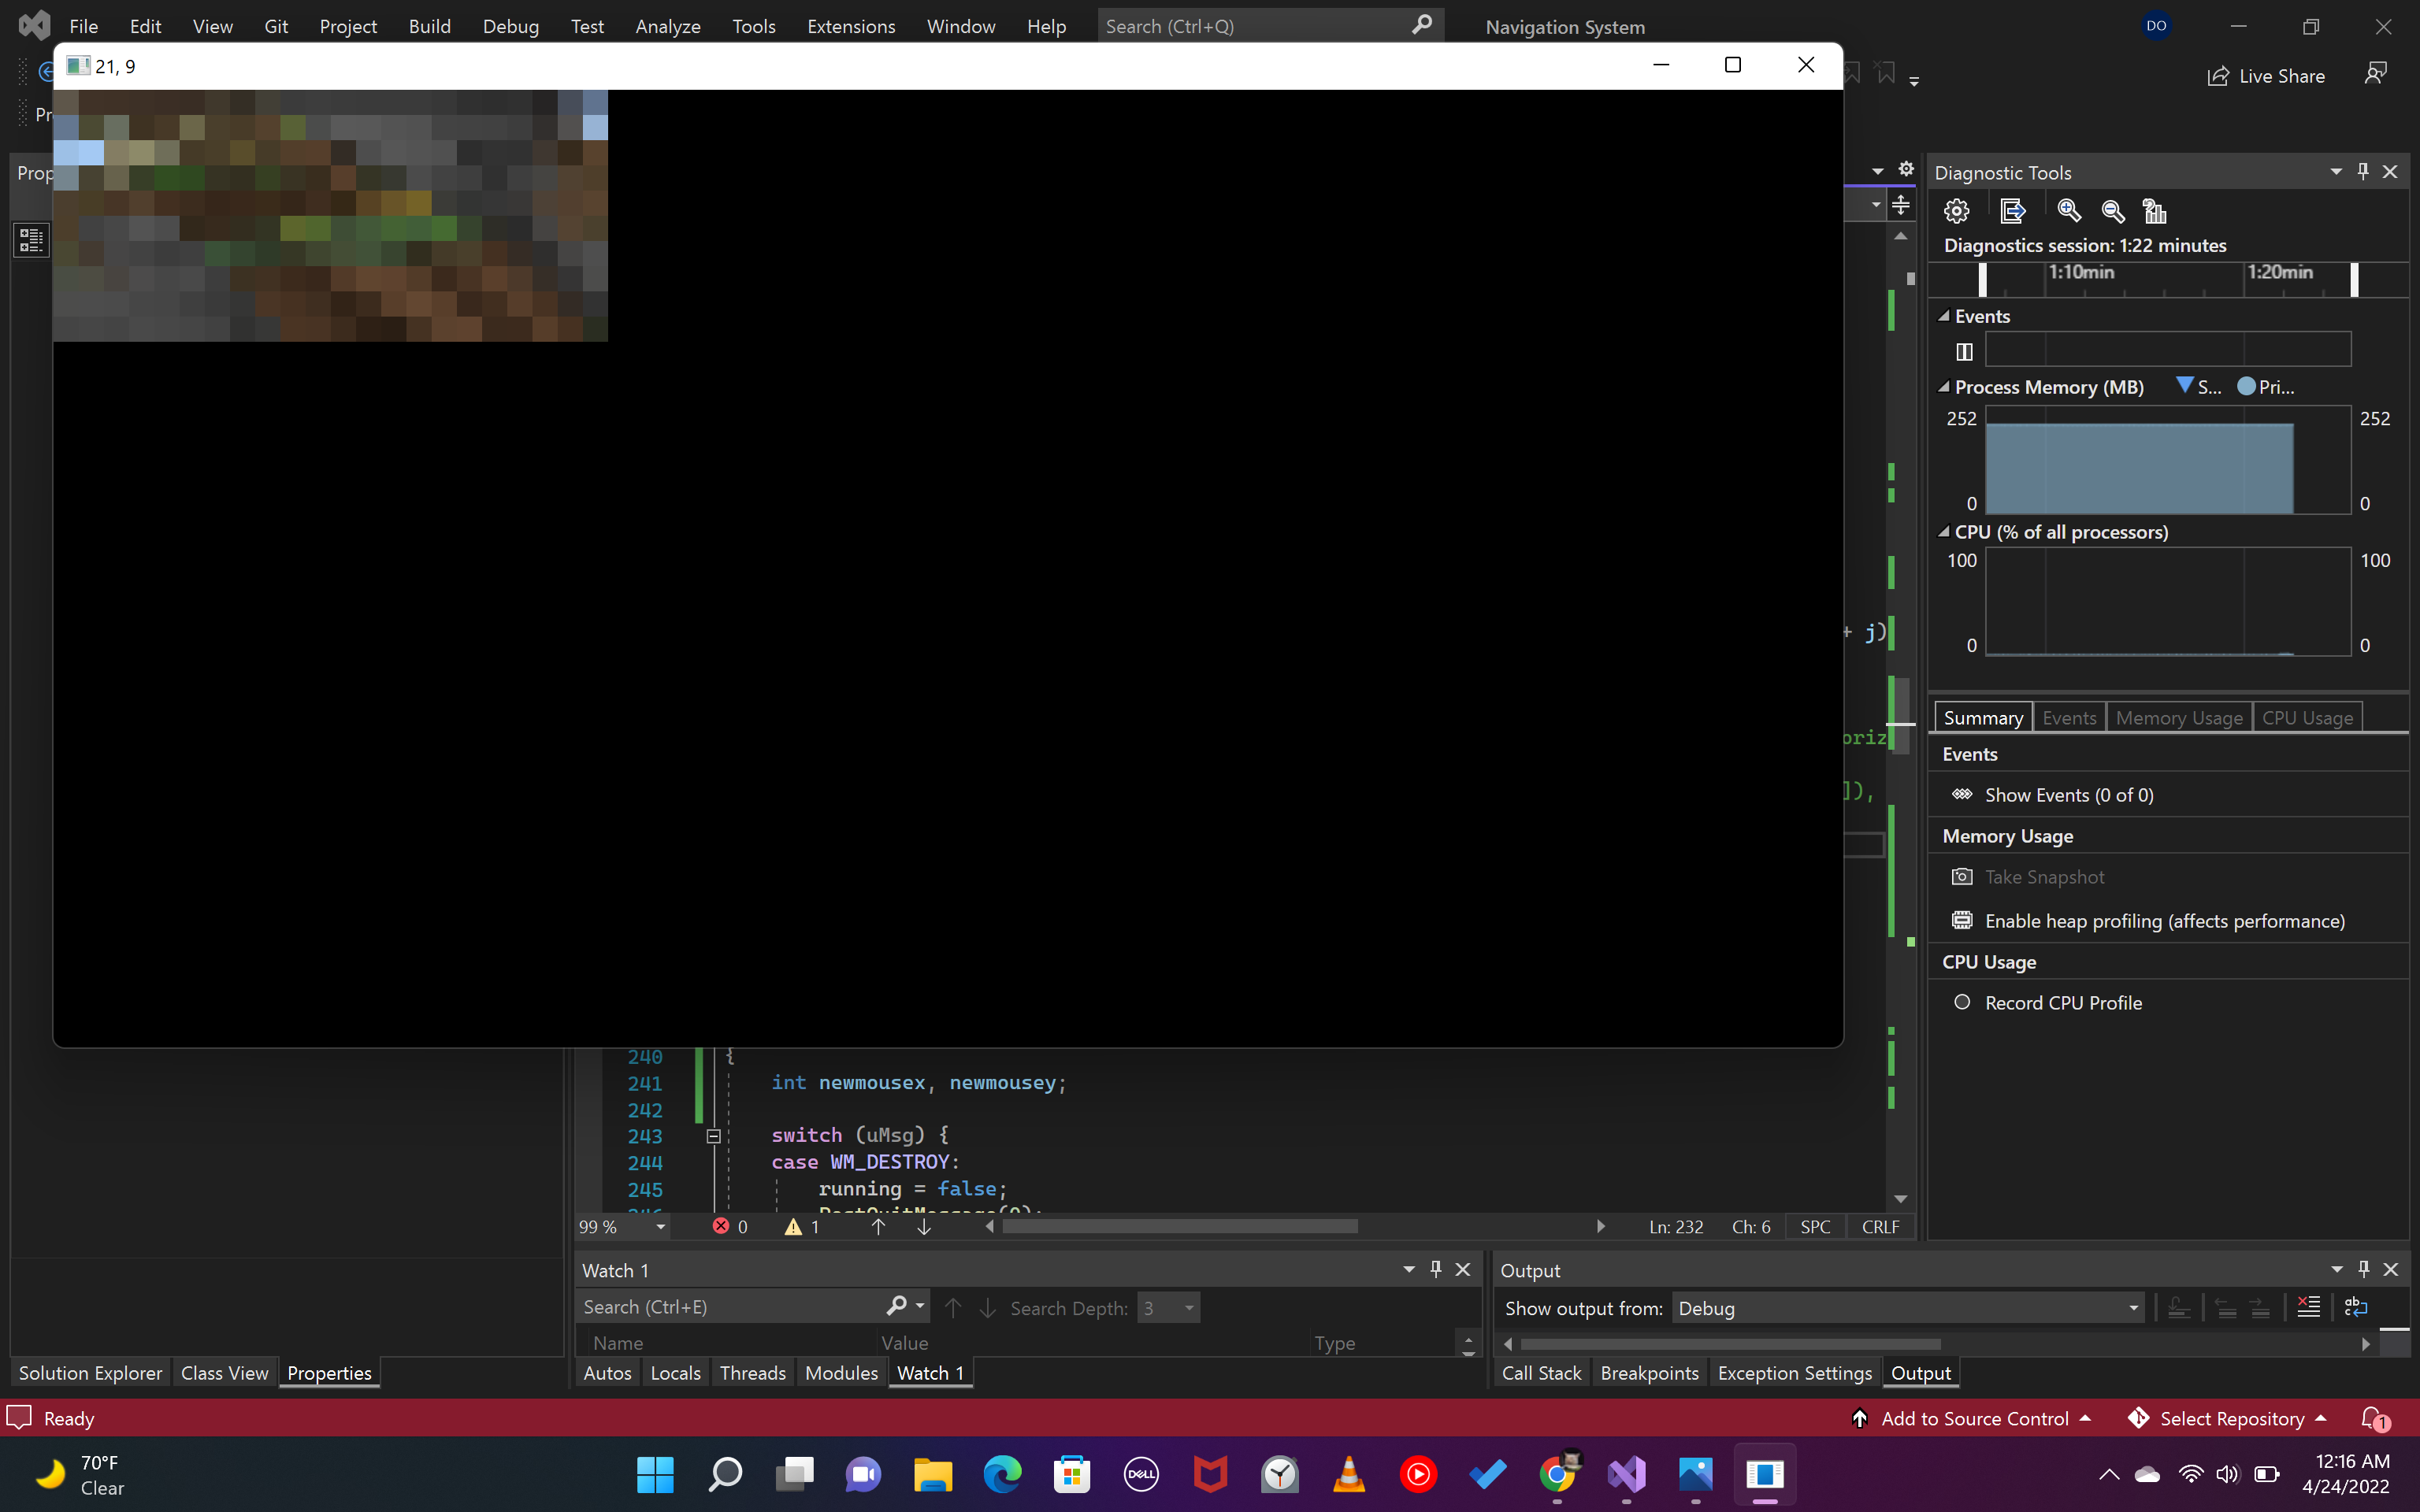 File Edit View Git Project Build Debug Test Analyze Tools Extensions Window Help Search (Ctrl+Q) Navigation System DO
21, 9
Live Share
Pr
Prop
Diagnostic Tools
Diagnostics session: 1:22 minutes
1:10min 1:20min
Events
Process Memory (MB) S... Pri...
252 252
0 0
CPU (% of all processors)
100 100
0 0
+ j)
oriz
]),
Summary Events Memory Usage CPU Usage
Events
Show Events (0 of 0)
Memory Usage
Take Snapshot
Enable heap profiling (affects performance)
CPU Usage
Record CPU Profile
240 {
241 int newmousex, newmousey;
242
243 switch (uMsg) {
244 case WM_DESTROY:
245 running = false;
99 % 0 1 Ln: 232 Ch: 6 SPC CRLF
Watch 1
Search (Ctrl+E) Search Depth: 3
Name Value Type
Output
Show output from: Debug
Solution Explorer Class View Properties
Autos Locals Threads Modules Watch 1
Call Stack Breakpoints Exception Settings Output
Ready Add to Source Control Select Repository 1
70°F
Clear
DELL
12:16 AM
4/24/2022